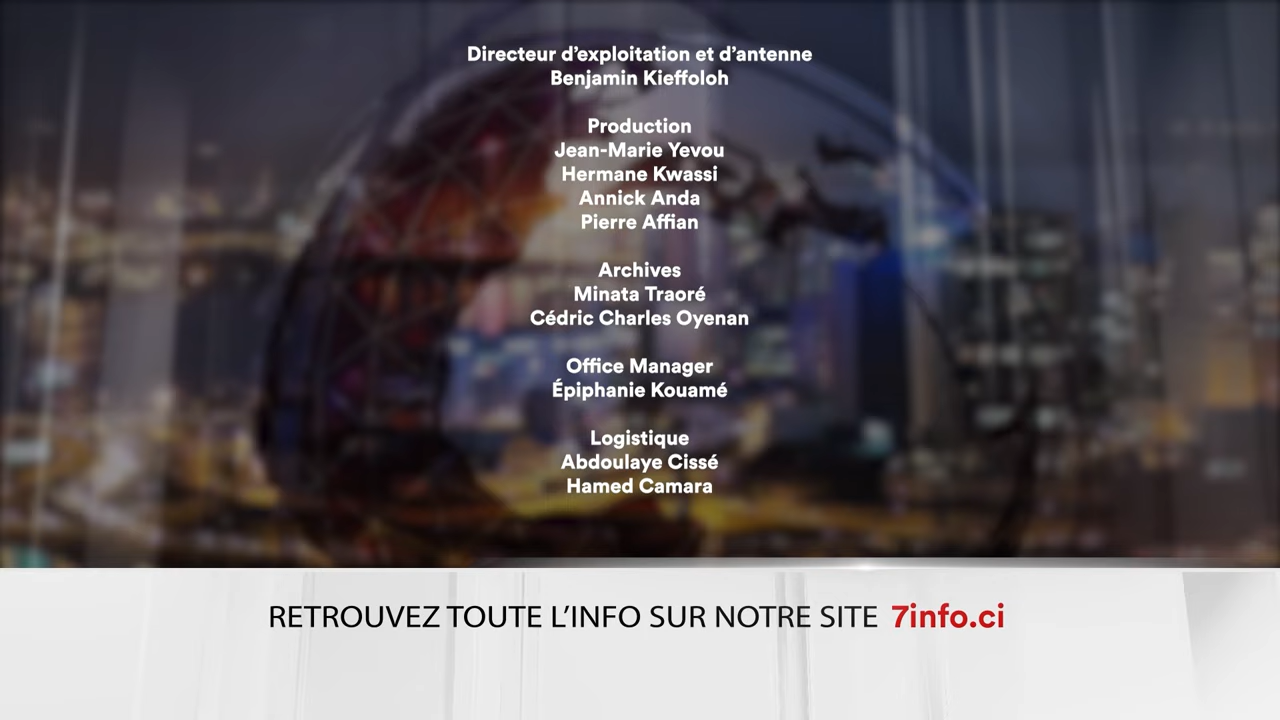 Directeur d’exploitation et d’antenne
Benjamin Kieffoloh
Production
Jean-Marie Yevou
Hermane Kwassi
Annick Anda
Pierre Affian
Archives
Minata Traoré
Cédric Charles Oyenan
Office Manager
Épiphanie Kouamé
Logistique
Abdoulaye Cissé
Hamed Camara
RETROUVEZ TOUTE L’INFO SUR NOTRE SITE 7info.ci